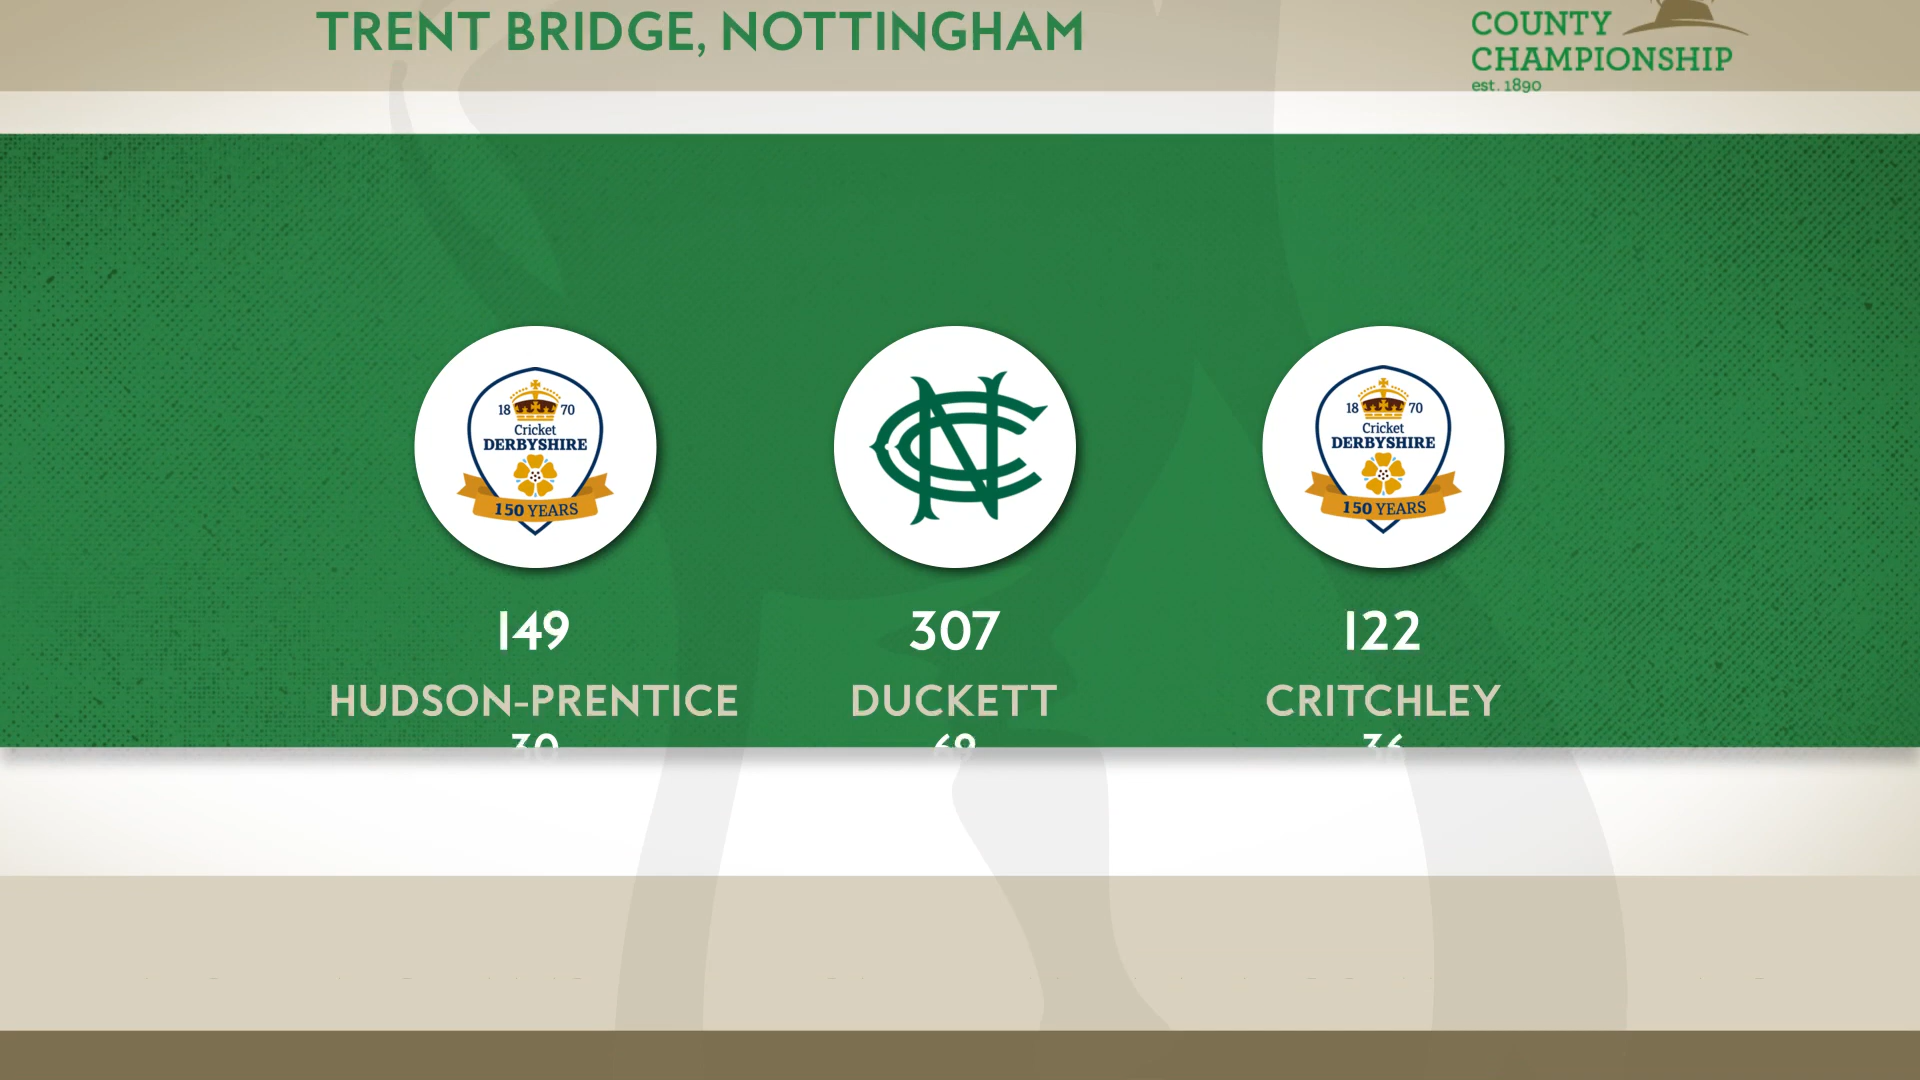 TRENT BRIDGE, NOTTINGHAM
COUNTY
CHAMPIONSHIP
est. 1890
18 70
Cricket
DERBYSHIRE
150 YEARS
NCC
18 70
Cricket
DERBYSHIRE
150 YEARS
149
307
122
HUDSON-PRENTICE
DUCKETT
CRITCHLEY